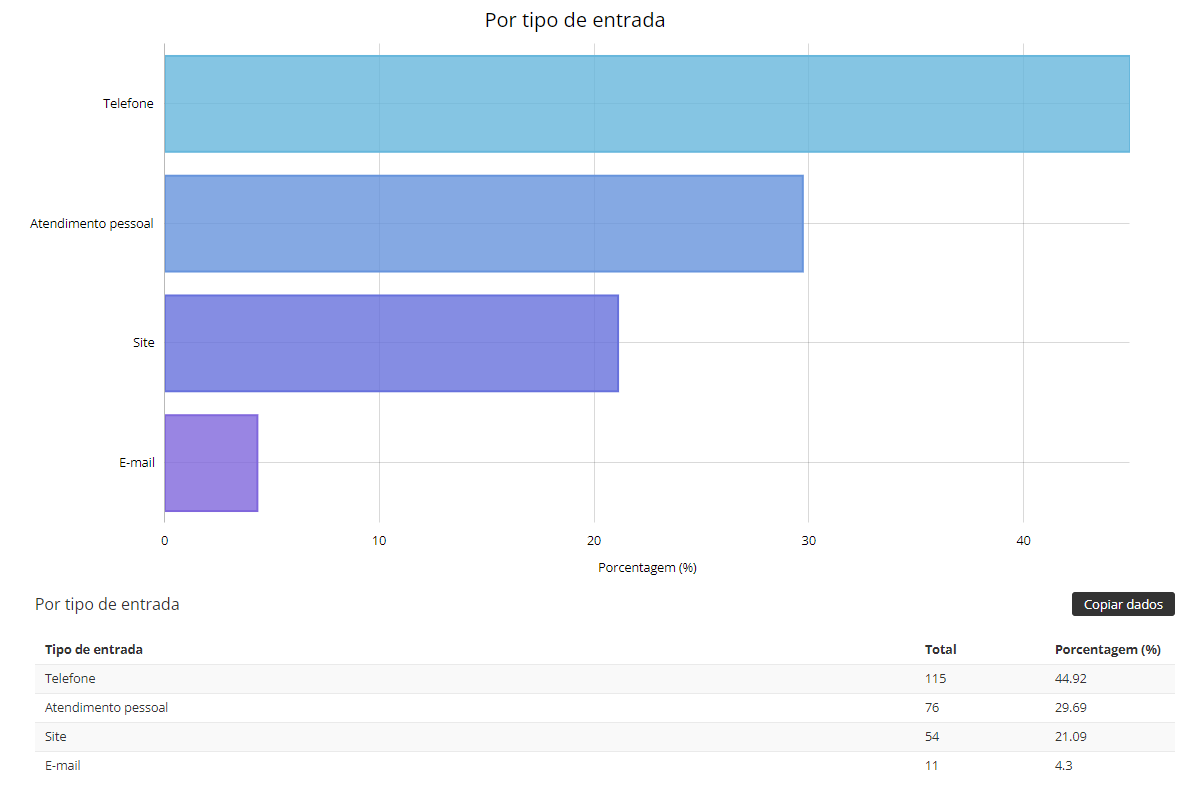 Por tipo de entrada
Telefone
Atendimento pessoal
Site
E-mail
0 10 20 30 40
Porcentagem (%)
Por tipo de entrada Copiar dados
Tipo de entrada Total Porcentagem (%)
Telefone 115 44.92
Atendimento pessoal 76 29.69
Site 54 21.09
E-mail 11 4.3